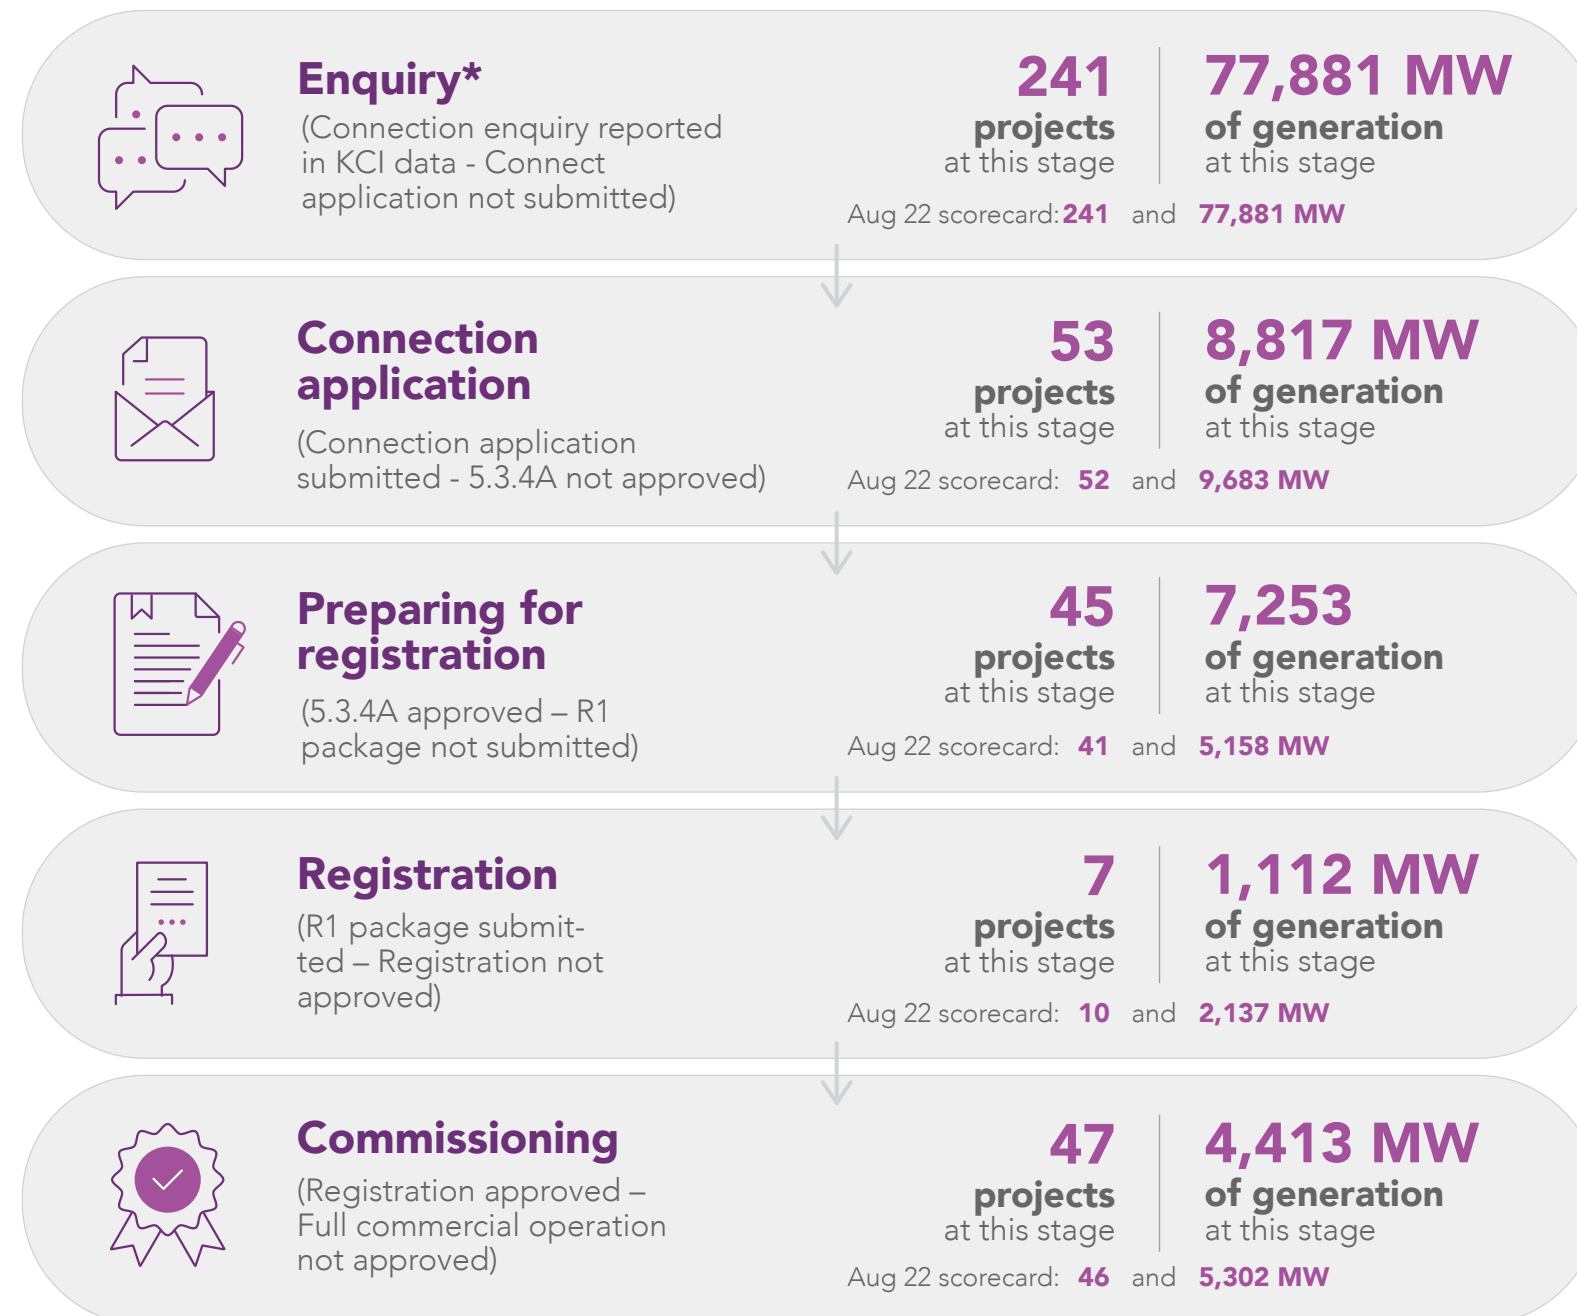 Enquiry*
(Connection enquiry reported
in KCI data - Connect
application not submitted)
241
projects
at this stage
77,881 MW
of generation
at this stage
Aug 22 scorecard: 241 and 77,881 MW
Connection
application
(Connection application
submitted - 5.3.4A not approved)
53
projects
at this stage
8,817 MW
of generation
at this stage
Aug 22 scorecard: 52 and 9,683 MW
Preparing for
registration
(5.3.4A approved – R1
package not submitted)
45
projects
at this stage
7,253
of generation
at this stage
Aug 22 scorecard: 41 and 5,158 MW
Registration
(R1 package submit-
ted – Registration not
approved)
7
projects
at this stage
1,112 MW
of generation
at this stage
Aug 22 scorecard: 10 and 2,137 MW
Commissioning
(Registration approved –
Full commercial operation
not approved)
47
projects
at this stage
4,413 MW
of generation
at this stage
Aug 22 scorecard: 46 and 5,302 MW